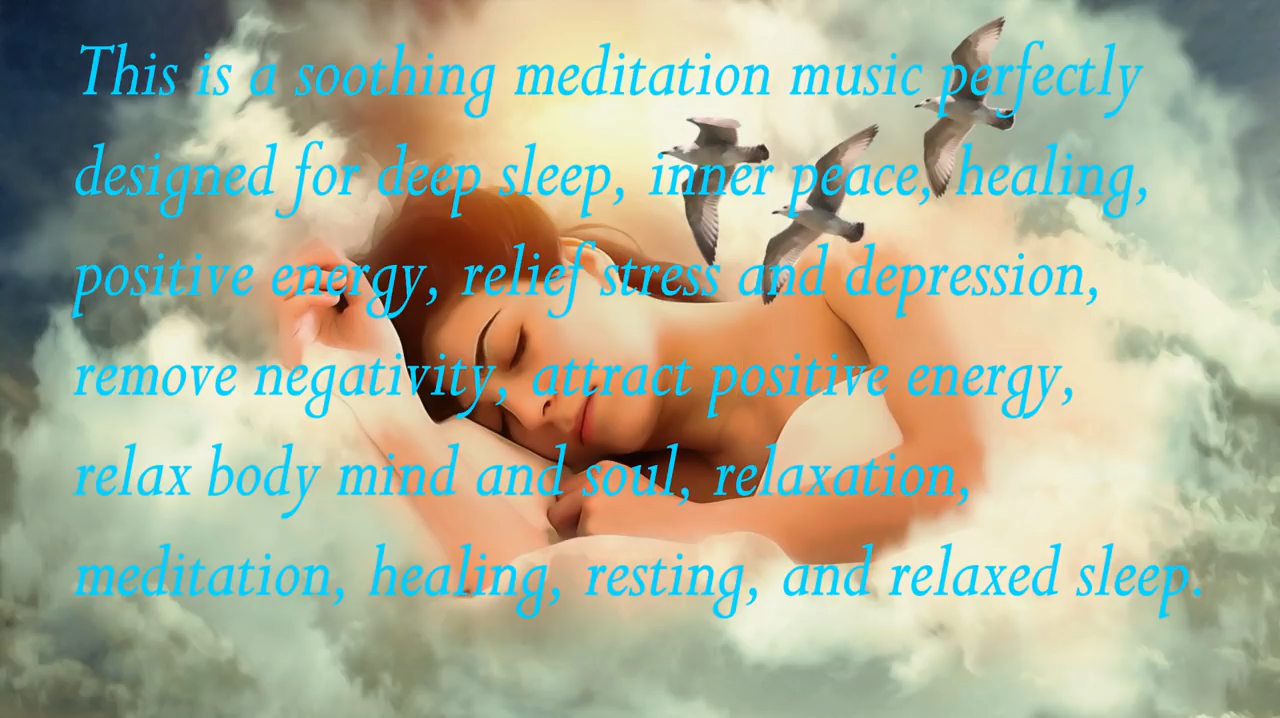 This is a soothing meditation music perfectly
designed for deep sleep, inner peace, healing,
positive energy, relief stress and depression,
remove negativity, attract positive energy,
relax body mind and soul, relaxation,
meditation, healing, resting, and relaxed sleep.